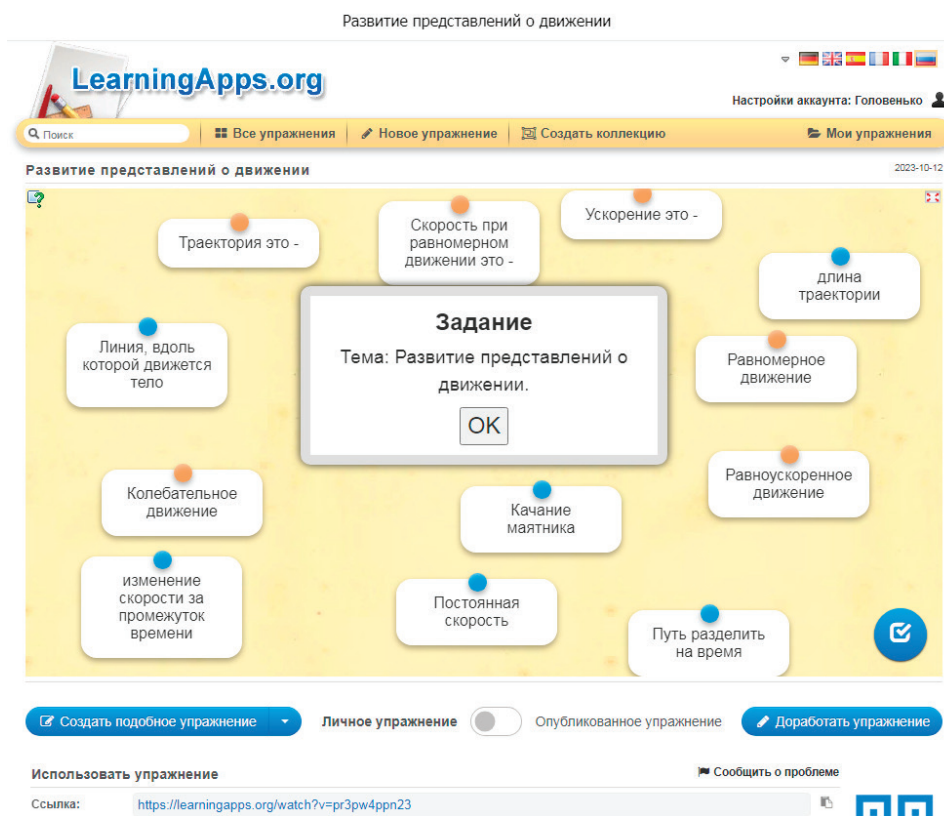 Развитие представлений о движении
LearningApps.org
Настройки аккаунта: Головенько
Поиск
Все упражнения
Новое упражнение
Создать коллекцию
Мои упражнения
Развитие представлений о движении
2023-10-12
Траектория это -
Скорость при
равномерном
движении это -
Ускорение это -
длина
траектории
Линия, вдоль
которой движется
тело
Задание
Тема: Развитие представлений о
движении.
OK
Равномерное
движение
Колебательное
движение
Качание
маятника
Равноускоренное
движение
изменение
скорости за
промежуток
времени
Постоянная
скорость
Путь разделить
на время
Создать подобное упражнение
Личное упражнение
Опубликованное упражнение
Доработать упражнение
Использовать упражнение
Сообщить о проблеме
Ссылка:
https://learningapps.org/watch?v=pr3pw4ppn23